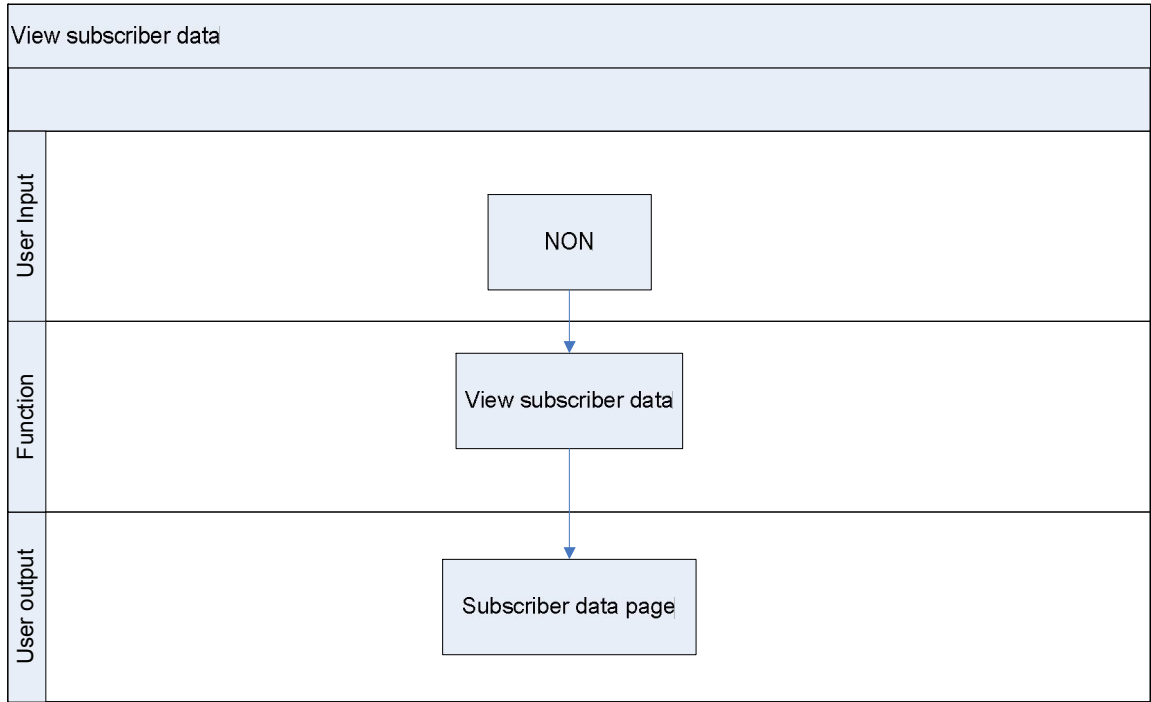 View subscriber data
User Input
NON
Function
View subscriber data
User output
Subscriber data page